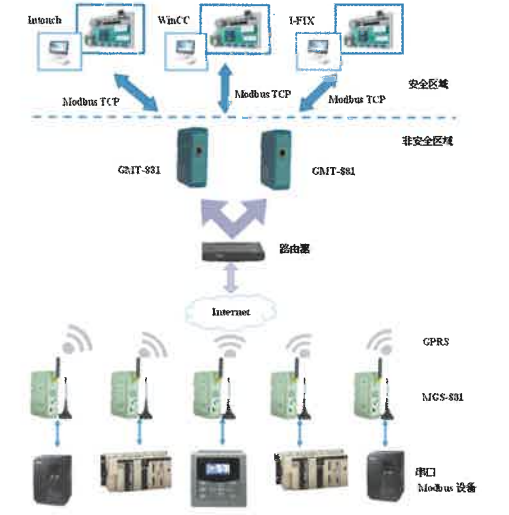 Intouch WinCC I-FIX
Modbus TCP Modbus TCP Modbus TCP
安全区域
非安全区域
GMT-831 GMT-881
路由器
Internet
GPRS
MGS-831
串口
Modbus 设备